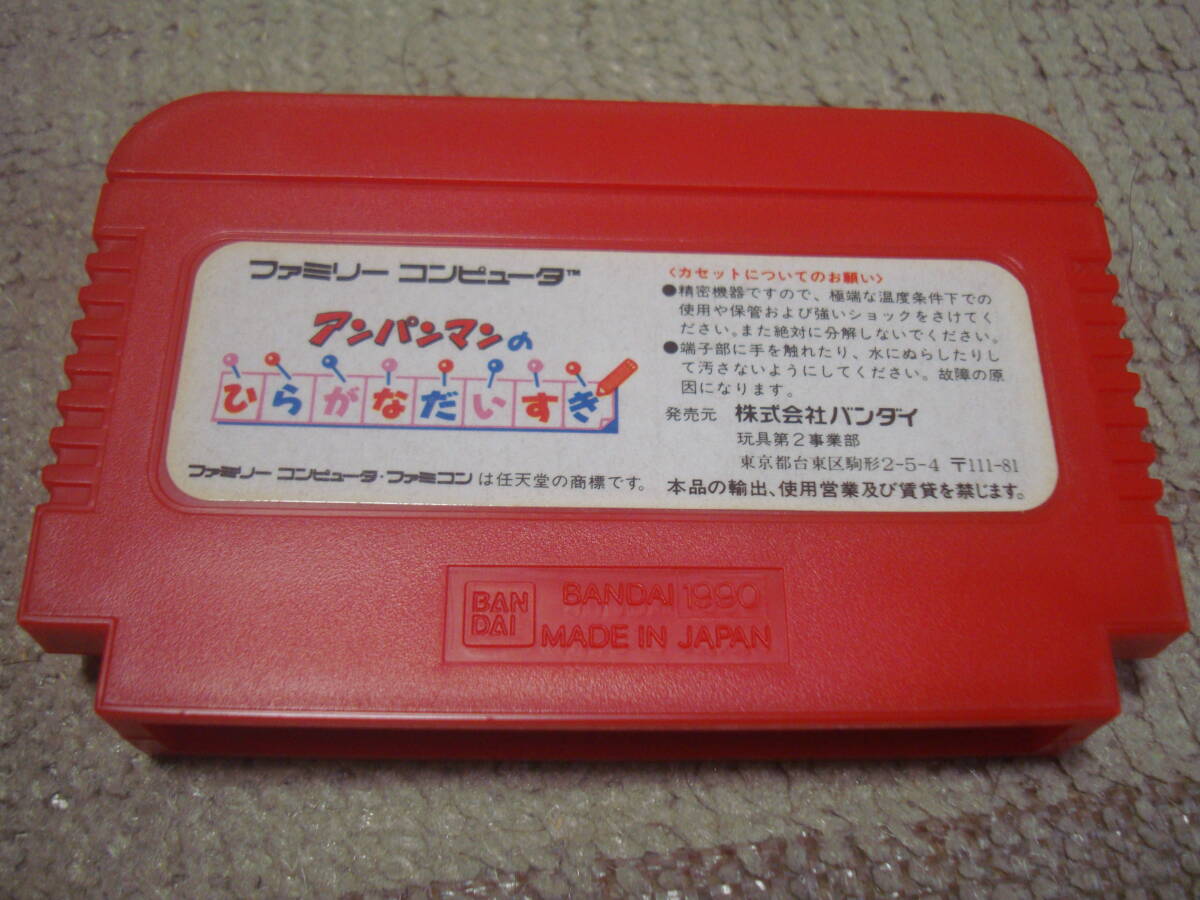 ファミリー コンピュータ™
アンパンマンの
ひらがなだいすき
ファミリー コンピュータ・ファミコンは任天堂の商標です。
〈カセットについてのお願い〉
●精密機器ですので、極端な温度条件下での
使用や保管および強いショックをさけてく
ださい。また絶対に分解しないでください。
●端子部に手を触れたり、水にぬらしたりし
て汚さないようにしてください。故障の原
因になります。
発売元 株式会社バンダイ
玩具第2事業部
東京都台東区駒形2-5-4 〒111-81
本品の輸出、使用営業及び賃貸を禁じます。
BAN
DAI
BANDAI 1990
MADE IN JAPAN